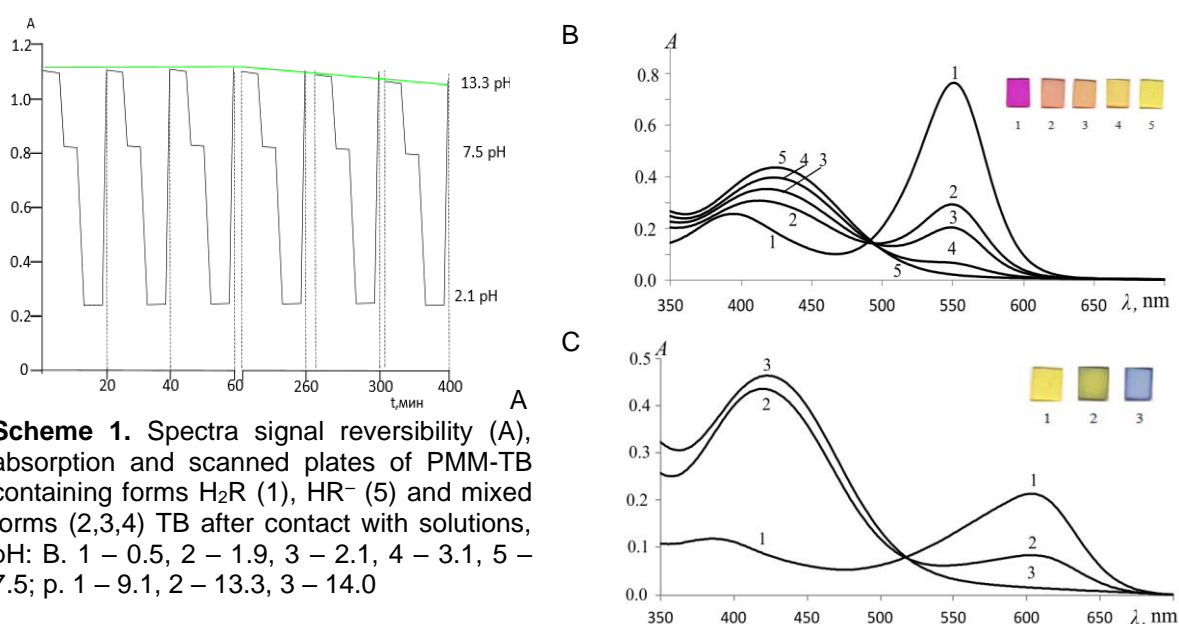 A
1.2
1.0
0.8
0.6
0.4
0.2
0
20 40 60 260 300 400
t,мин
13.3 pH
7.5 pH
2.1 pH
A
Scheme 1. Spectra signal reversibility (A),
absorption and scanned plates of PMM-TB
containing forms H₂R (1), HR⁻ (5) and mixed
forms (2,3,4) TB after contact with solutions,
pH: B. 1 – 0.5, 2 – 1.9, 3 – 2.1, 4 – 3.1, 5 –
7.5; p. 1 – 9.1, 2 – 13.3, 3 – 14.0
B
A
0.8
0.6
0.4
0.2
0.0
350 400 450 500 550 600 650 λ, nm
1
2
3
4
5 4 3
2
1
5
1 2 3 4 5
C
A
0.5
0.4
0.3
0.2
0.1
0.0
350 400 450 500 550 600 650 λ, nm
3
2
1
1
2
3
1 2 3